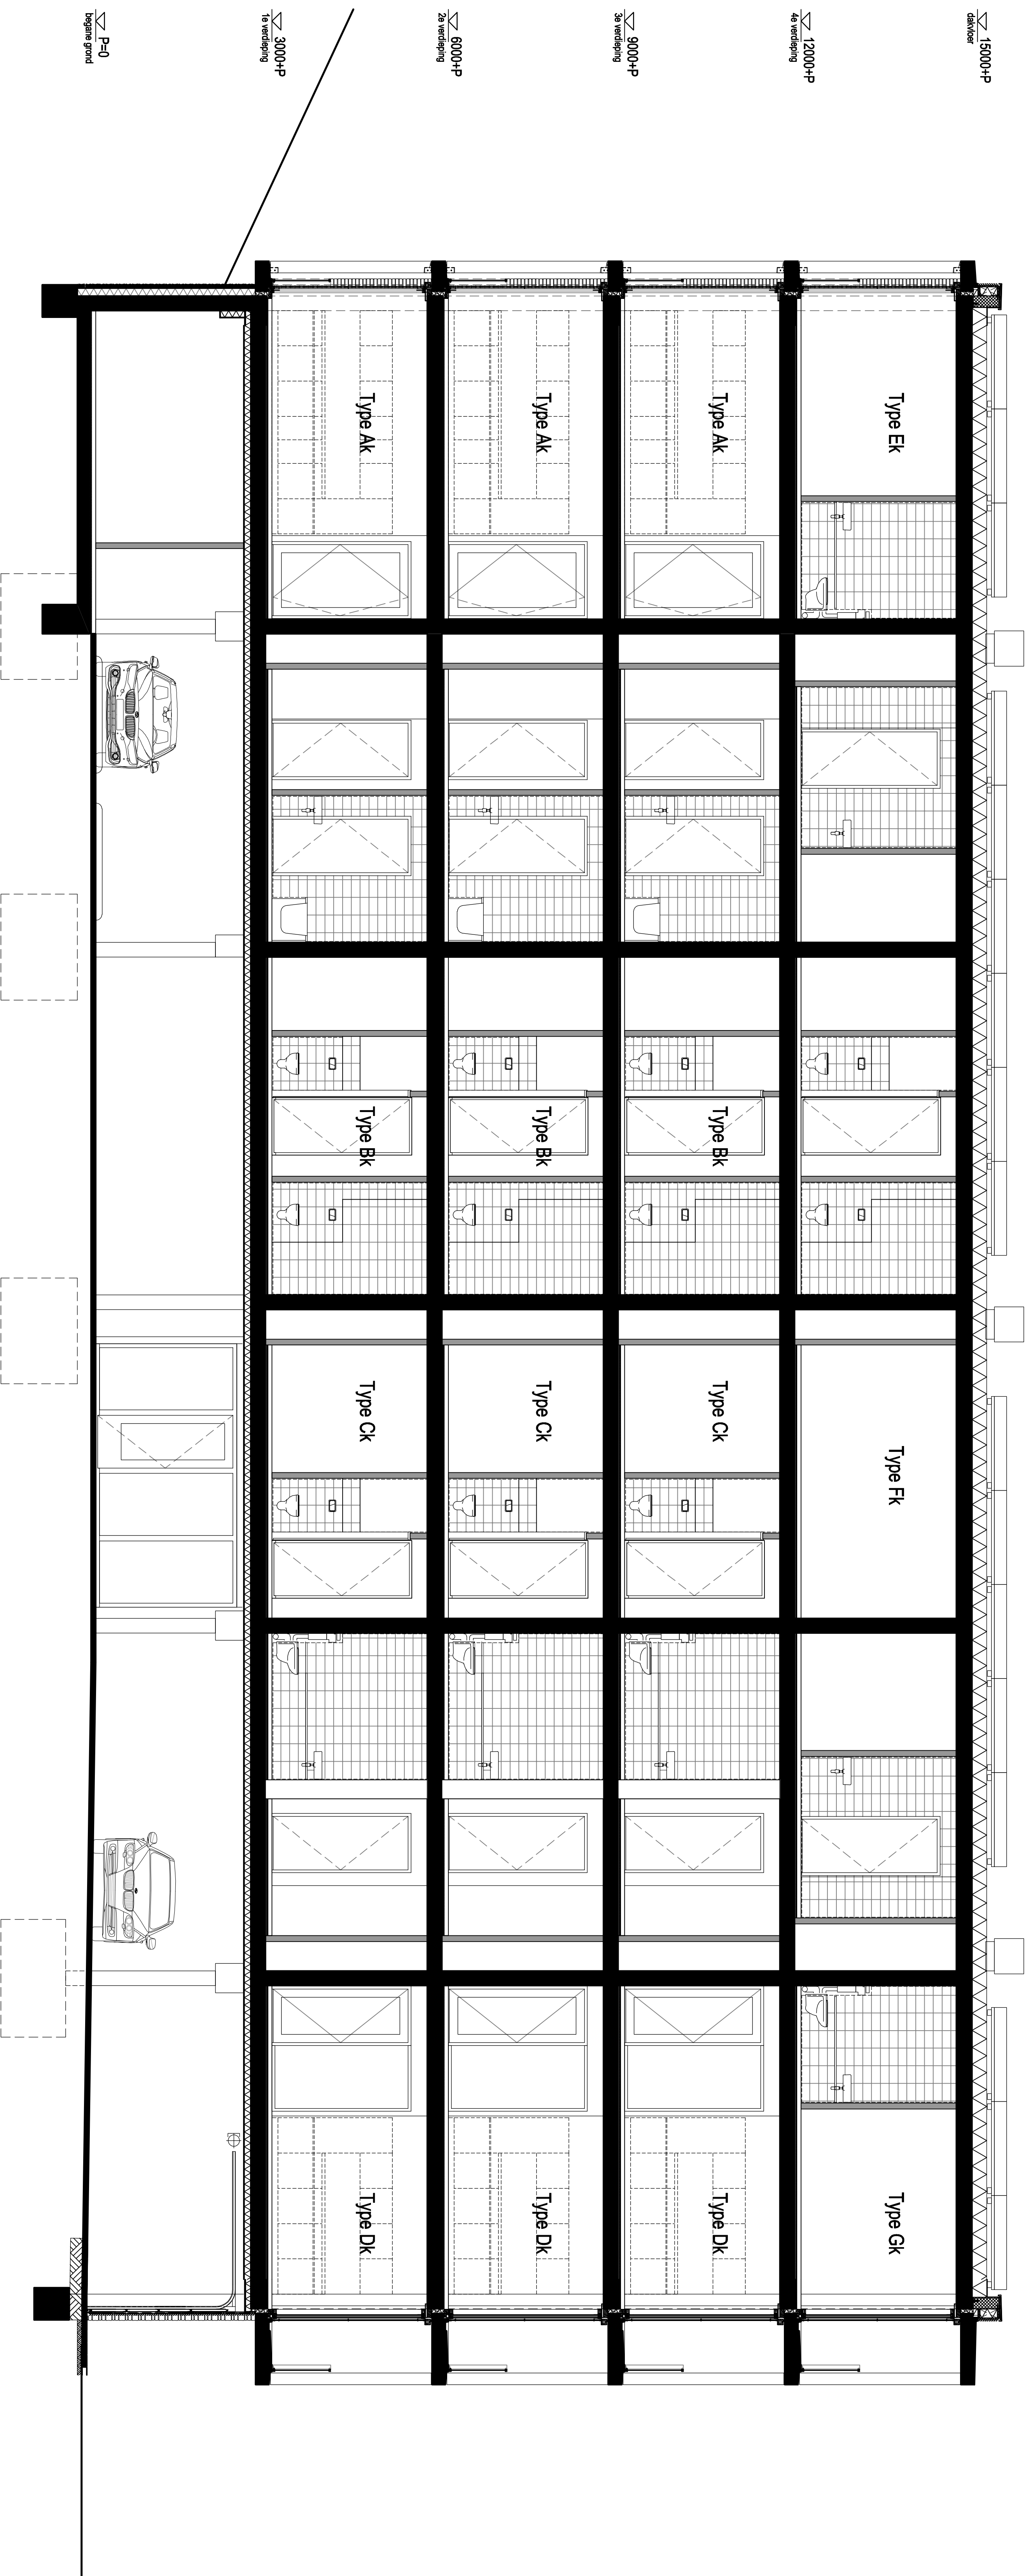 15000+P
dakvloer
12000+P
4e verdieping
9000+P
3e verdieping
6000+P
2e verdieping
3000+P
1e verdieping
P=0
begane grond
Type Ek
Type Fk
Type Gk
Type Ak
Type Bk
Type Ck
Type Dk
Type Ak
Type Bk
Type Ck
Type Dk
Type Ak
Type Bk
Type Ck
Type Dk